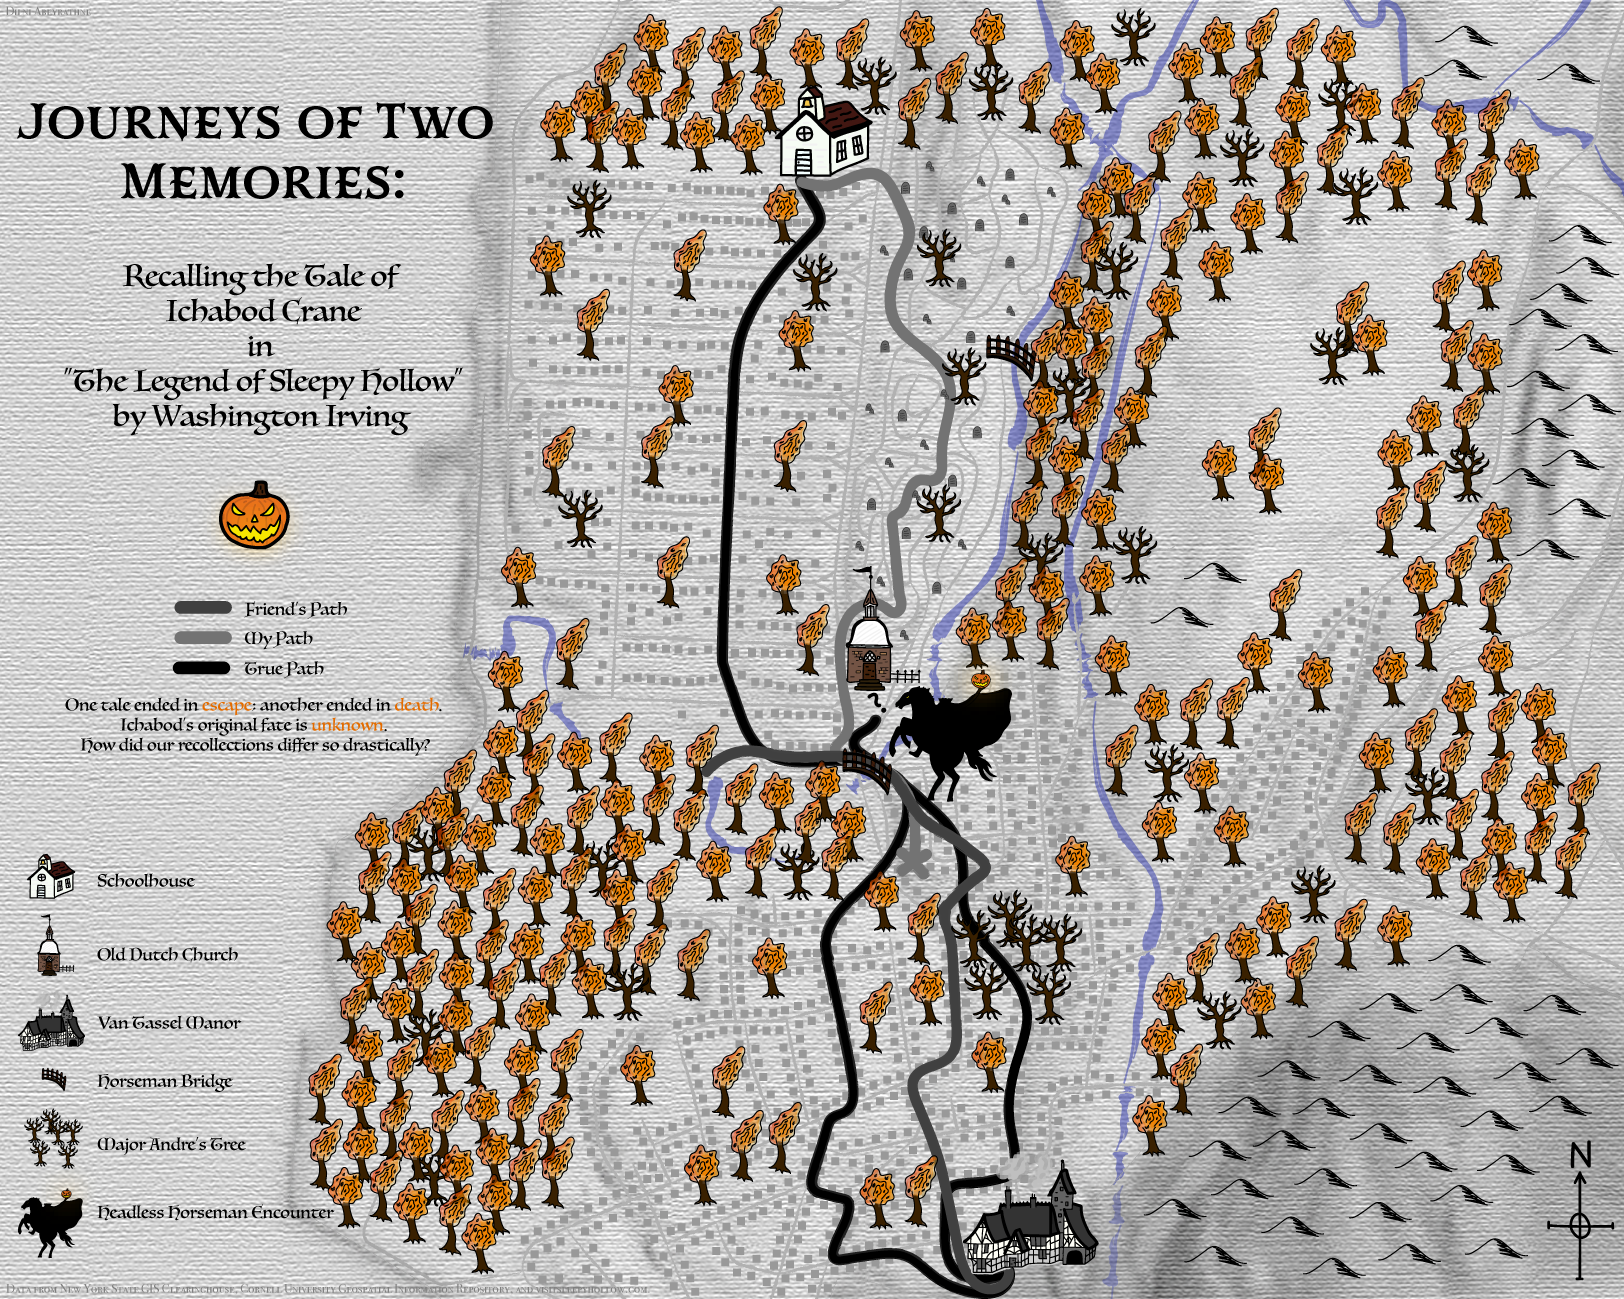 Dilni Abeyrathne
Journeys of Two
Memories:
Recalling the Tale of
Ichabod Crane
in
"The Legend of Sleepy Hollow"
by Washington Irving
Friend's Path
My Path
True Path
One tale ended in escape: another ended in death.
Ichabod's original fate is unknown.
How did our recollections differ so drastically?
?
Schoolhouse
Old Dutch Church
Van Tassel Manor
Horseman Bridge
Major Andre's Tree
Headless Horseman Encounter
N
Data from New York State GIS Clearinghouse, Cornell University Geospatial Information Repository, and visitsleepyhollow.com